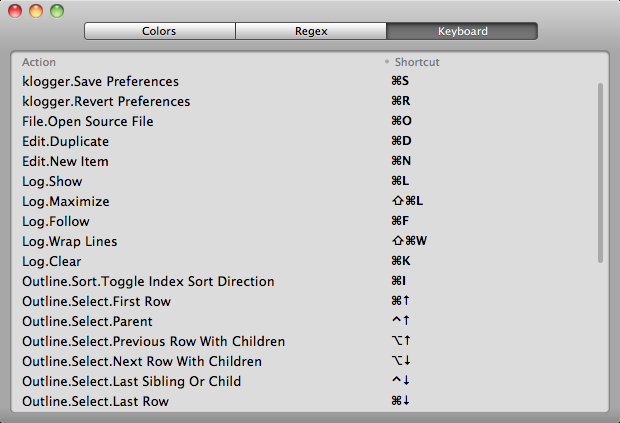 Colors Regex Keyboard
Action Shortcut
klogger.Save Preferences ⌘S
klogger.Revert Preferences ⌘R
File.Open Source File ⌘O
Edit.Duplicate ⌘D
Edit.New Item ⌘N
Log.Show ⌘L
Log.Maximize ⇧⌘L
Log.Follow ⌘F
Log.Wrap Lines ⇧⌘W
Log.Clear ⌘K
Outline.Sort.Toggle Index Sort Direction ⌘I
Outline.Select.First Row ⌘↑
Outline.Select.Parent ^↑
Outline.Select.Previous Row With Children ⌥↑
Outline.Select.Next Row With Children ⌥↓
Outline.Select.Last Sibling Or Child ^↓
Outline.Select.Last Row ⌘↓